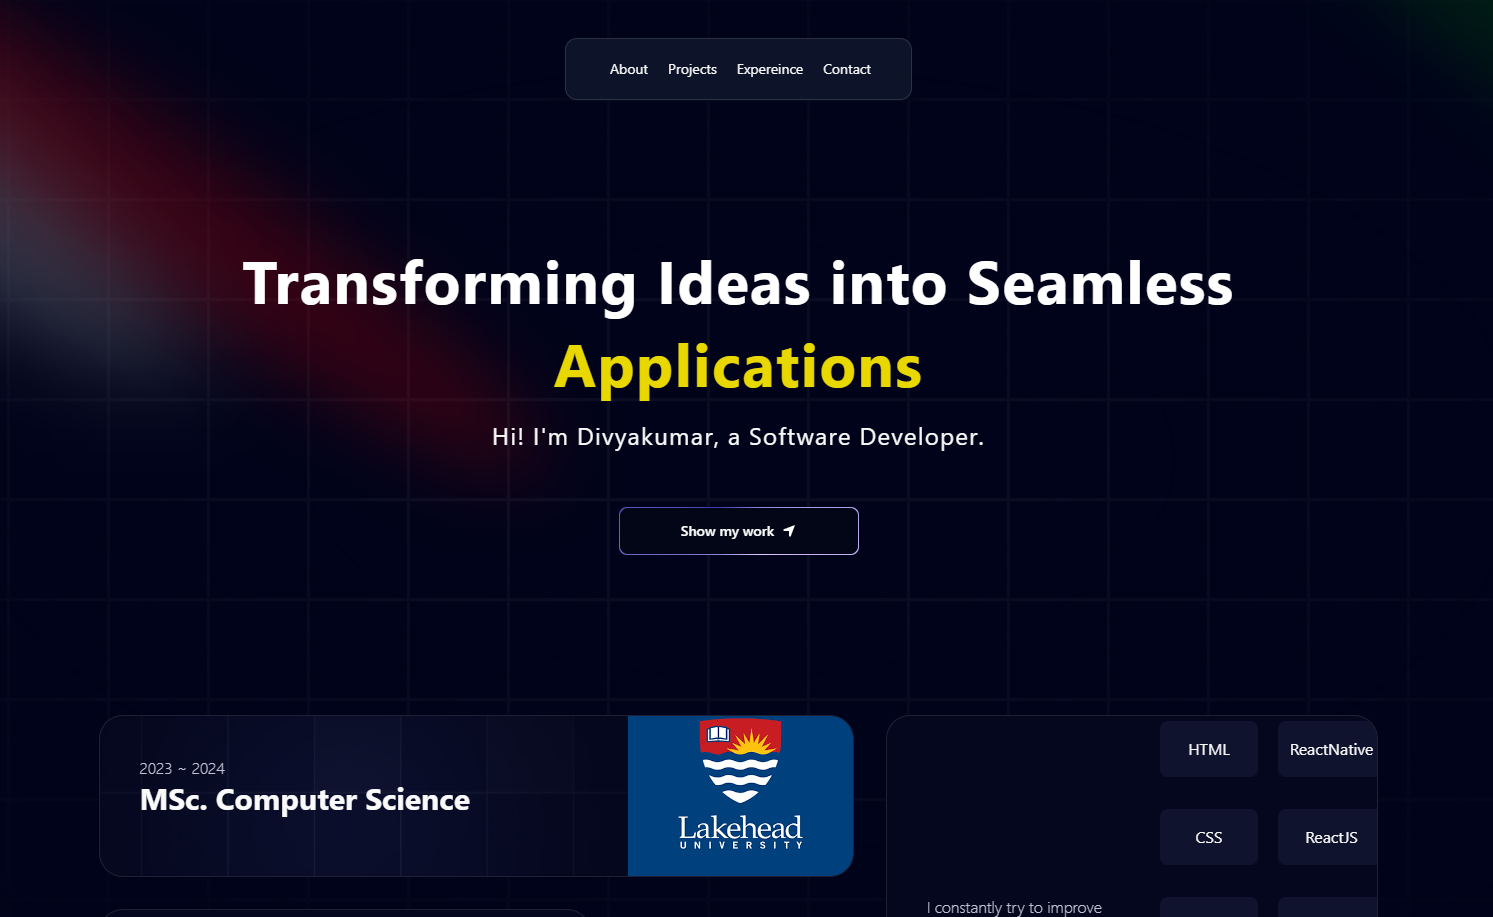 About Projects Expereince Contact
Transforming Ideas into Seamless
Applications
Hi! I'm Divyakumar, a Software Developer.
Show my work
2023 ~ 2024
MSc. Computer Science
Lakehead
UNIVERSITY
HTML
ReactNative
CSS
ReactJS
I constantly try to improve